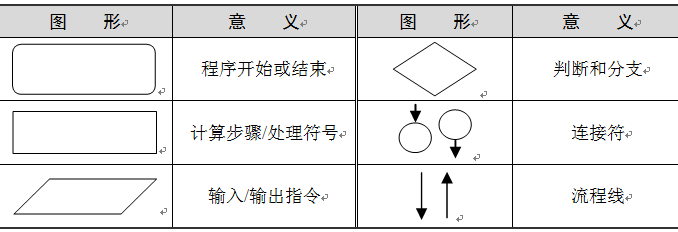 图 形 意 义 图 形 意 义
程序开始或结束 判断和分支
计算步骤/处理符号 连接符
输入/输出指令 流程线